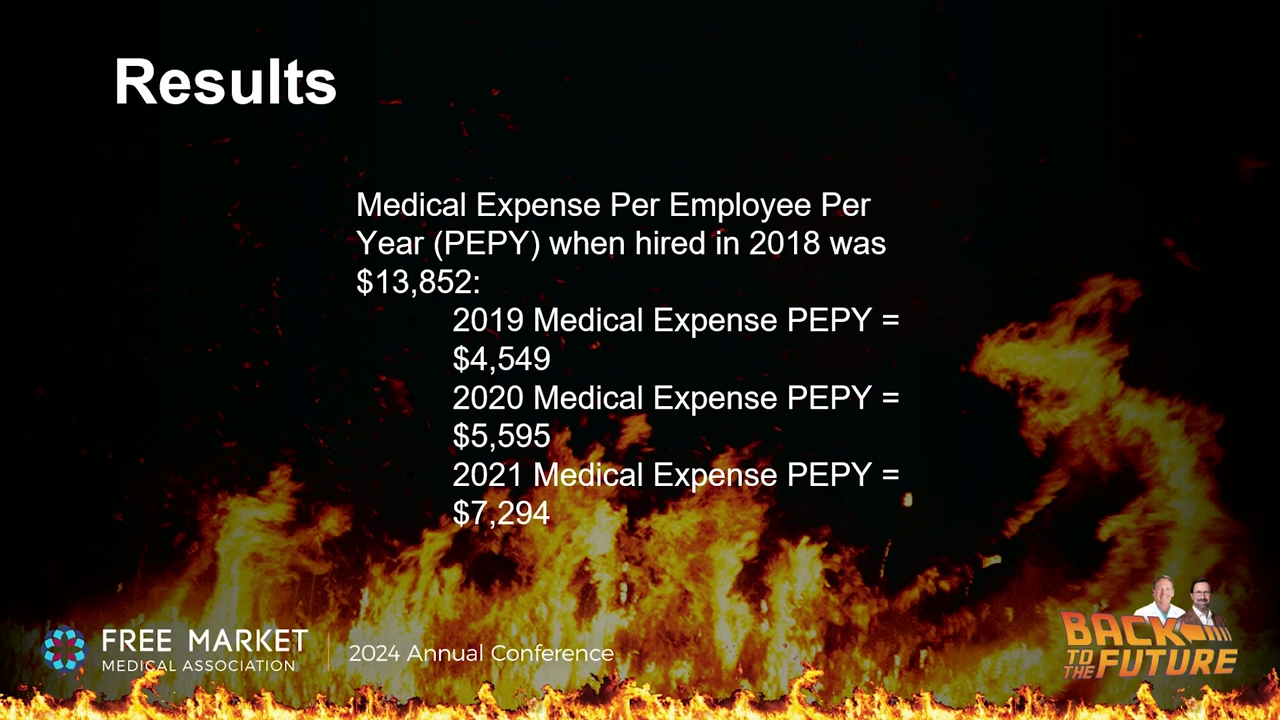 Results
Medical Expense Per Employee Per
Year (PEPY) when hired in 2018 was
$13,852:
2019 Medical Expense PEPY =
$4,549
2020 Medical Expense PEPY =
$5,595
2021 Medical Expense PEPY =
$7,294
FREE MARKET
MEDICAL ASSOCIATION
2024 Annual Conference
BACK
TO THE FUTURE